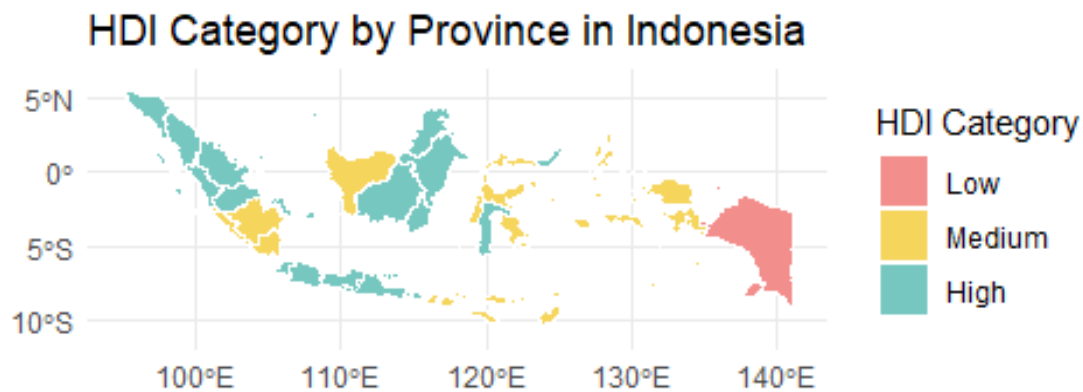 HDI Category by Province in Indonesia
5°N
0°
5°S
10°S
100°E 110°E 120°E 130°E 140°E
HDI Category
Low
Medium
High